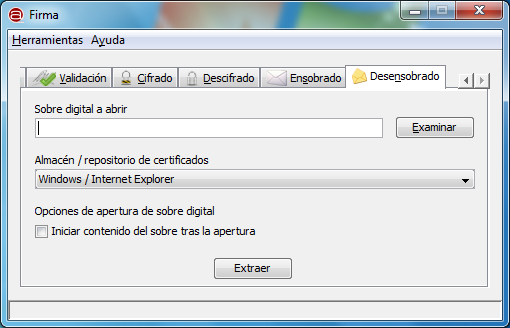 Firma
Herramientas Ayuda
Validación Cifrado Descifrado Ensobrado Desensobrado
Sobre digital a abrir
Examinar
Almacén / repositorio de certificados
Windows / Internet Explorer
Opciones de apertura de sobre digital
Iniciar contenido del sobre tras la apertura
Extraer